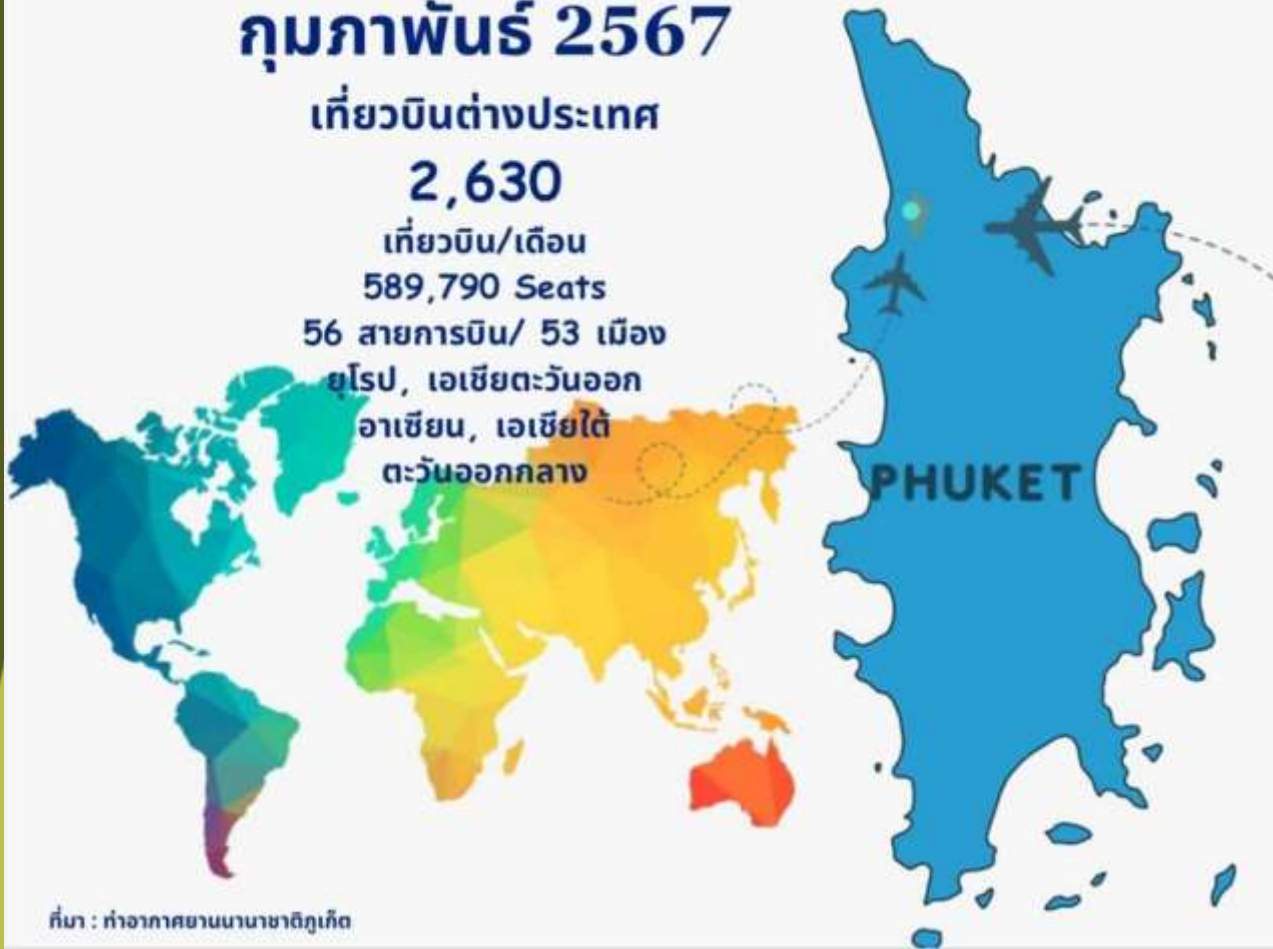 กุมภาพันธ์ 2567
เที่ยวบินต่างประเทศ
2,630
เที่ยวบิน/เดือน
589,790 Seats
56 สายการบิน/ 53 เมือง
ยุโรป, เอเชียตะวันออก
อาเซียน, เอเชียใต้
ตะวันออกกลาง
PHUKET
ที่มา : ท่าอากาศยานนานาชาติภูเก็ต